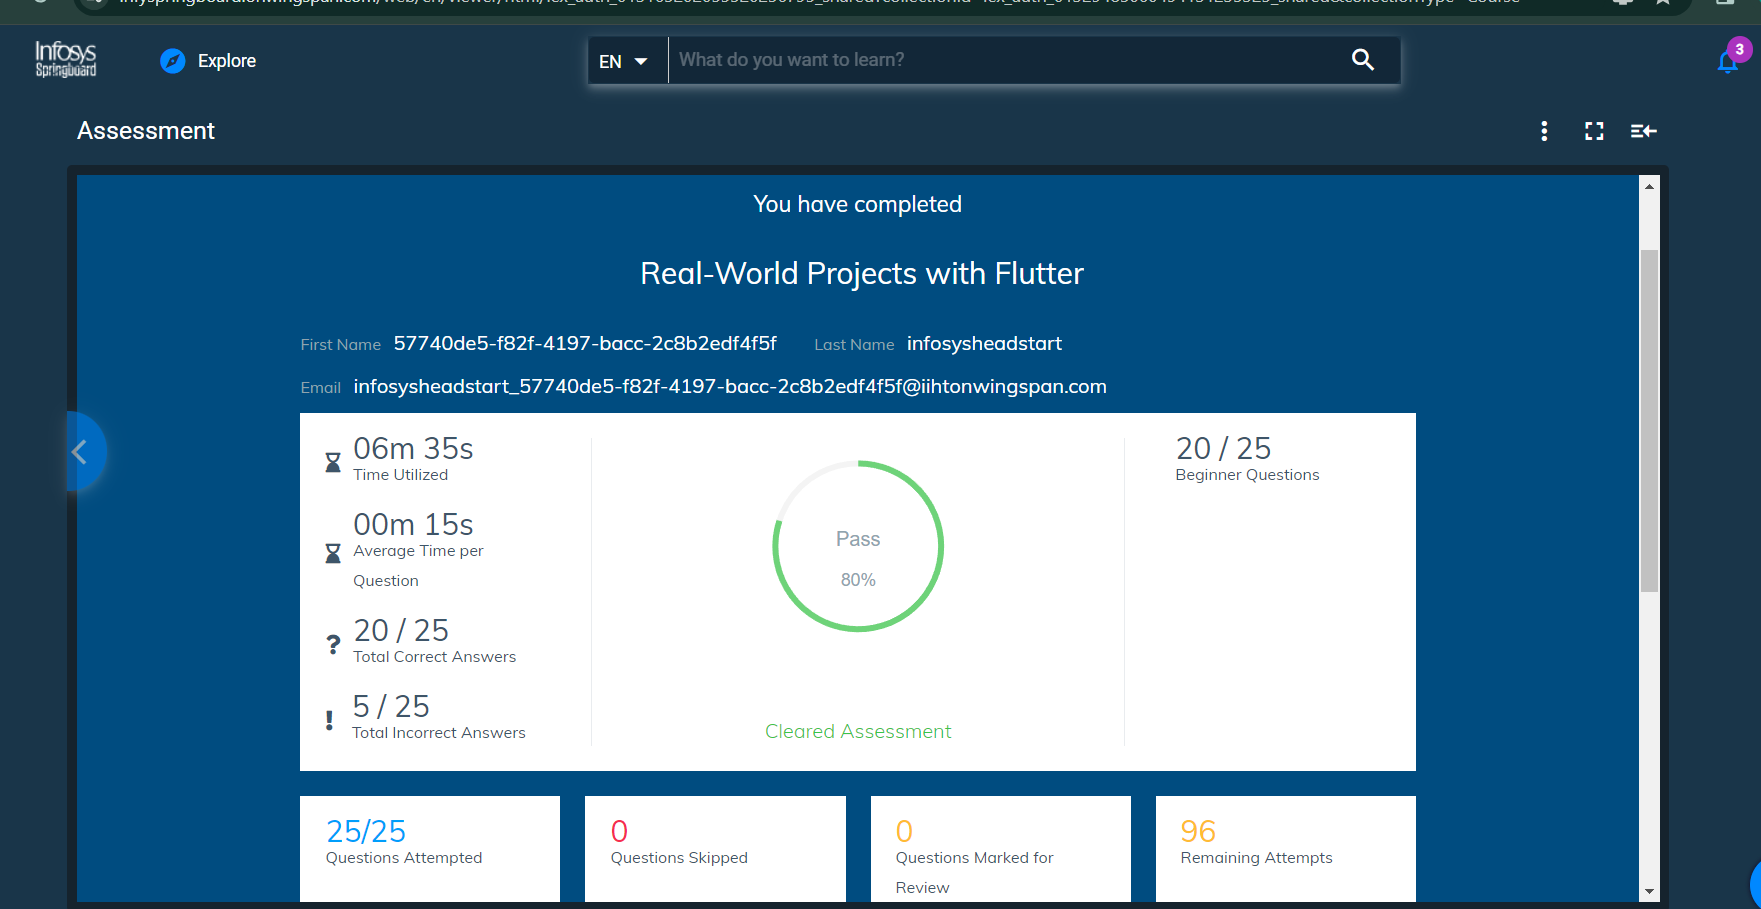 Infosys
Springboard
Explore
EN
What do you want to learn?
3
Assessment
You have completed
Real-World Projects with Flutter
First Name 57740de5-f82f-4197-bacc-2c8b2edf4f5f Last Name infosysheadstart
Email infosysheadstart_57740de5-f82f-4197-bacc-2c8b2edf4f5f@iihtonwingspan.com
06m 35s
Time Utilized
00m 15s
Average Time per
Question
20 / 25
Total Correct Answers
5 / 25
Total Incorrect Answers
Pass
80%
Cleared Assessment
20 / 25
Beginner Questions
25/25
Questions Attempted
0
Questions Skipped
0
Questions Marked for
Review
96
Remaining Attempts